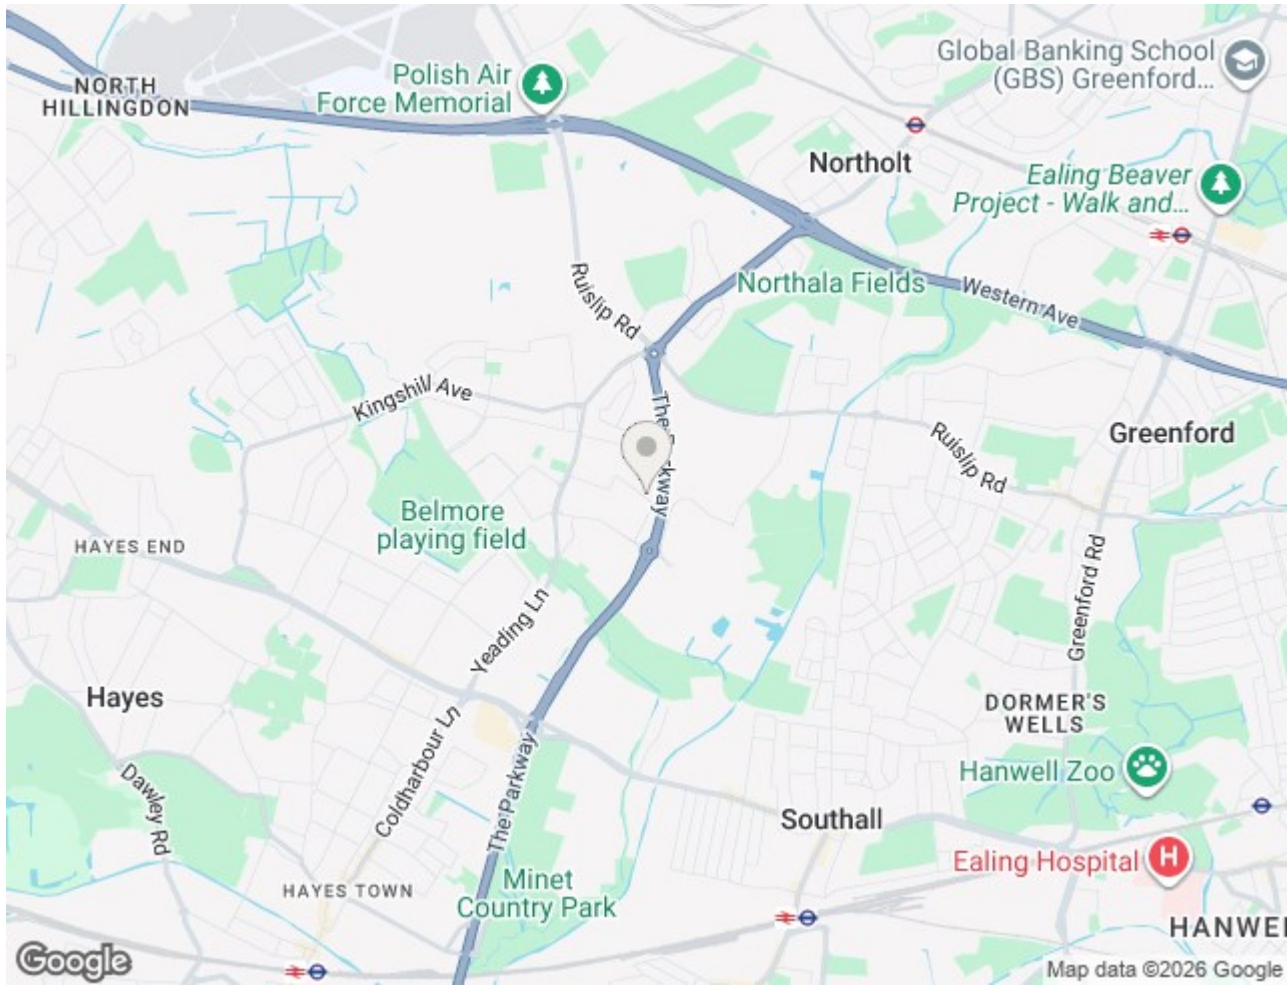 Global Banking School
(GBS) Greenford...
Polish Air
Force Memorial
NORTH
HILLINGDON
Northolt
Ealing Beaver
Project - Walk and...
Ruislip Rd
Northala Fields
Western Ave
Kingshill Ave
The Parkway
Greenford
Ruislip Rd
Belmore
playing field
HAYES END
Greenford Rd
Yeading Ln
Hayes
DORMER'S
WELLS
Coldharbour Ln
The Parkway
Hanwell Zoo
Dawley Rd
Southall
Ealing Hospital
H
Minet
Country Park
HAYES TOWN
HANWE
Google
Map data ©2026 Google